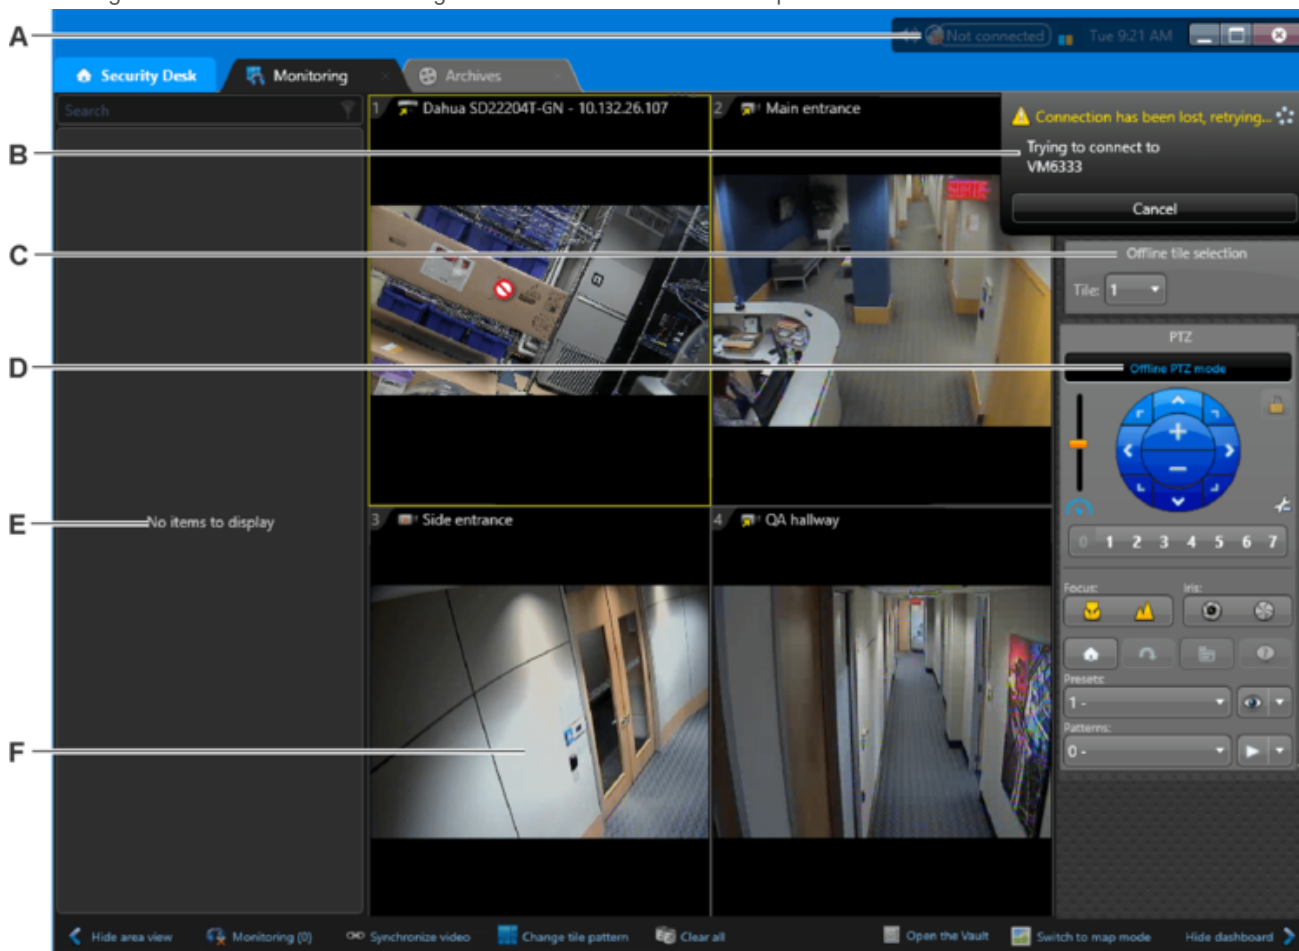 A
Not connected
Tue 9:21 AM
Security Desk
Monitoring
Archives
Search
1
Dahua SD22204T-GN - 10.132.26.107
2
Main entrance
Connection has been lost, retrying...
B
Trying to connect to
VM6333
Cancel
C
Offline tile selection
Tile:
1
PTZ
D
Offline PTZ mode
E
No items to display
3
Side entrance
4
QA hallway
0 1 2 3 4 5 6 7
Focus:
Iris:
Presets:
1 -
Patterns:
0 -
F
Hide area view
Monitoring (0)
Synchronize video
Change tile pattern
Clear all
Open the Vault
Switch to map mode
Hide dashboard